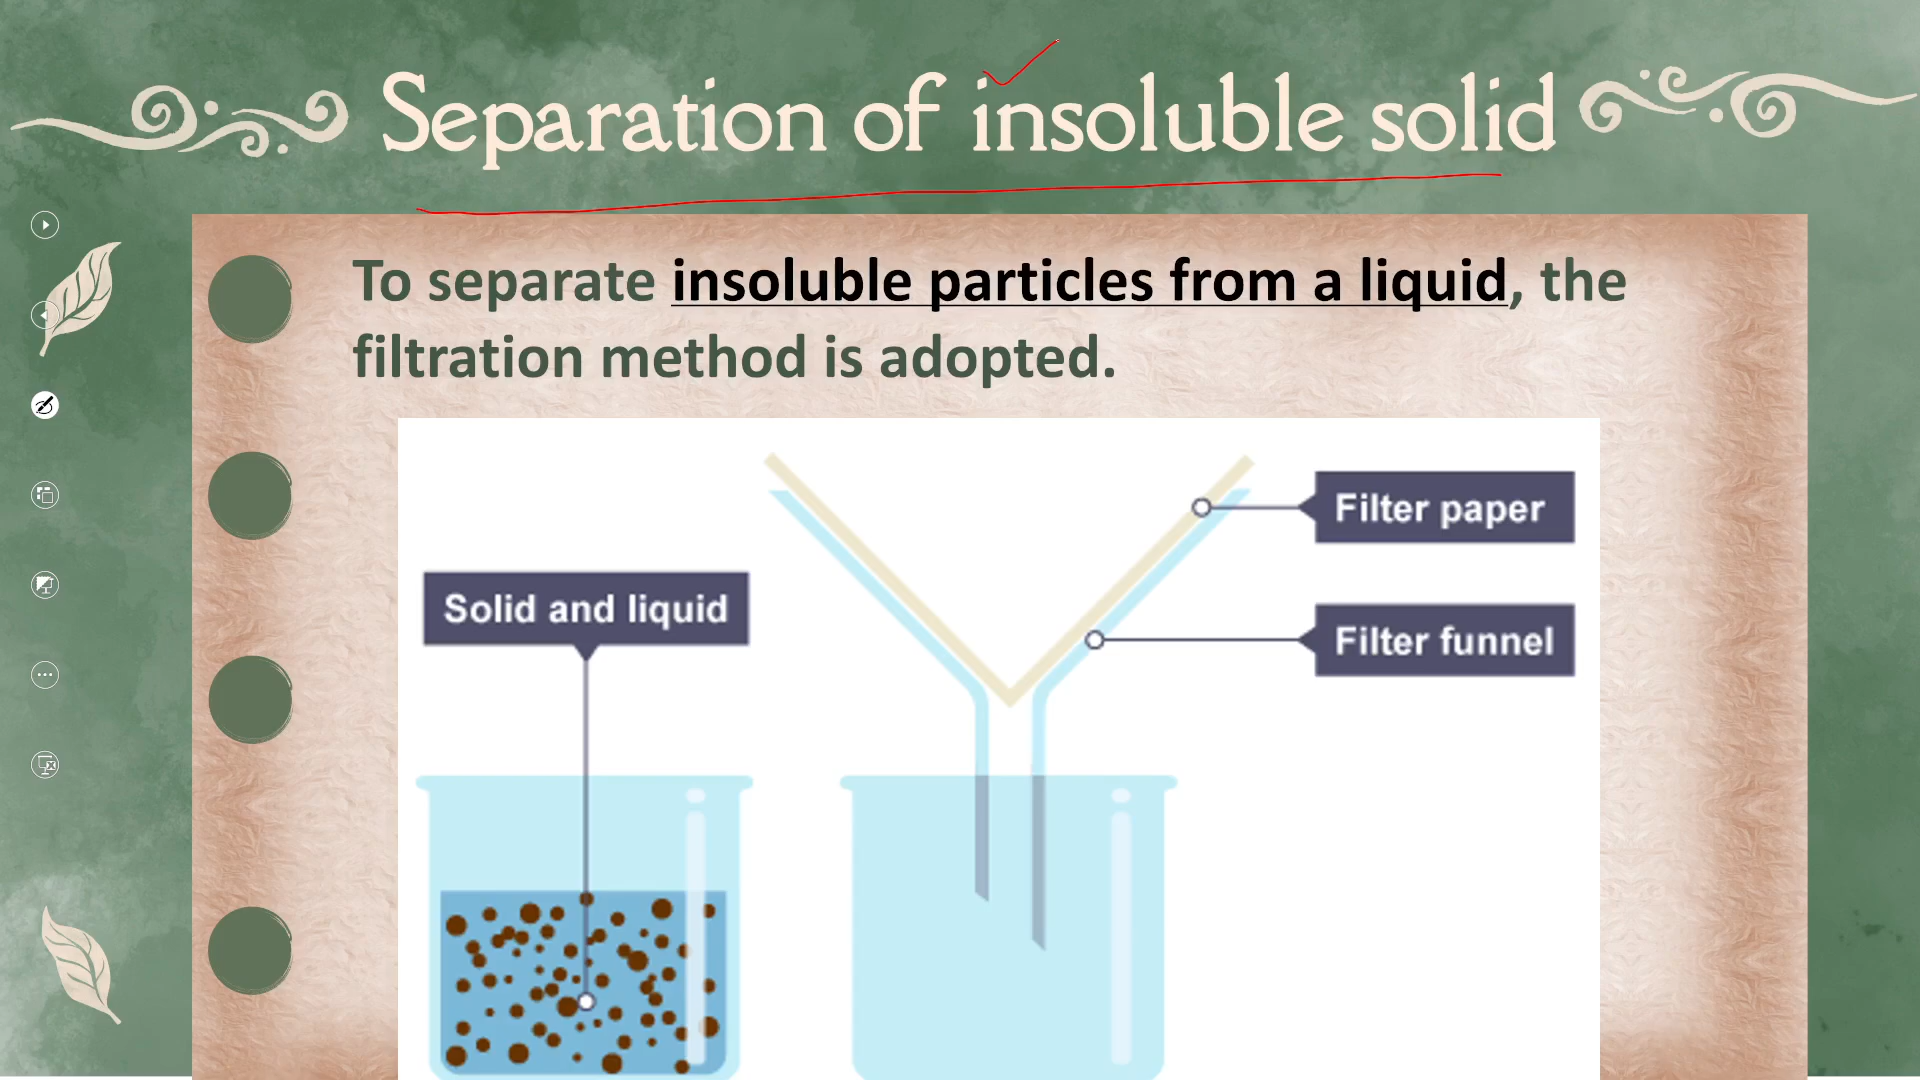 Separation of insoluble solid
To separate insoluble particles from a liquid, the
filtration method is adopted.
Filter paper
Solid and liquid
Filter funnel